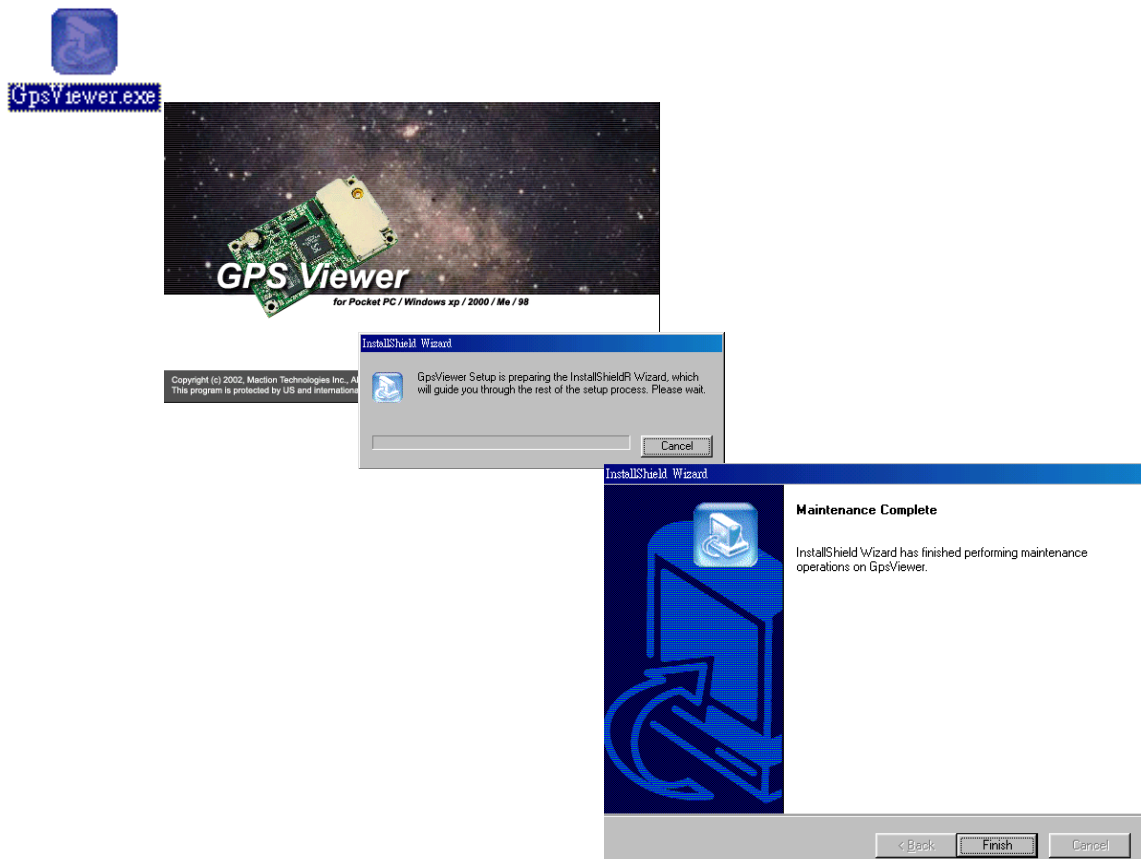 GpsViewer.exe
GPS Viewer
for Pocket PC / Windows xp / 2000 / Me / 98
Copyright (c) 2002, Maction Technologies Inc.,
This program is protected by US and
InstallShield Wizard
GpsViewer Setup is preparing the InstallShieldR Wizard, which
will guide you through the rest of the setup process. Please wait.
Cancel
InstallShield Wizard
Maintenance Complete
InstallShield Wizard has finished performing maintenance
operations on GpsViewer.
< Back
Finish
Cancel